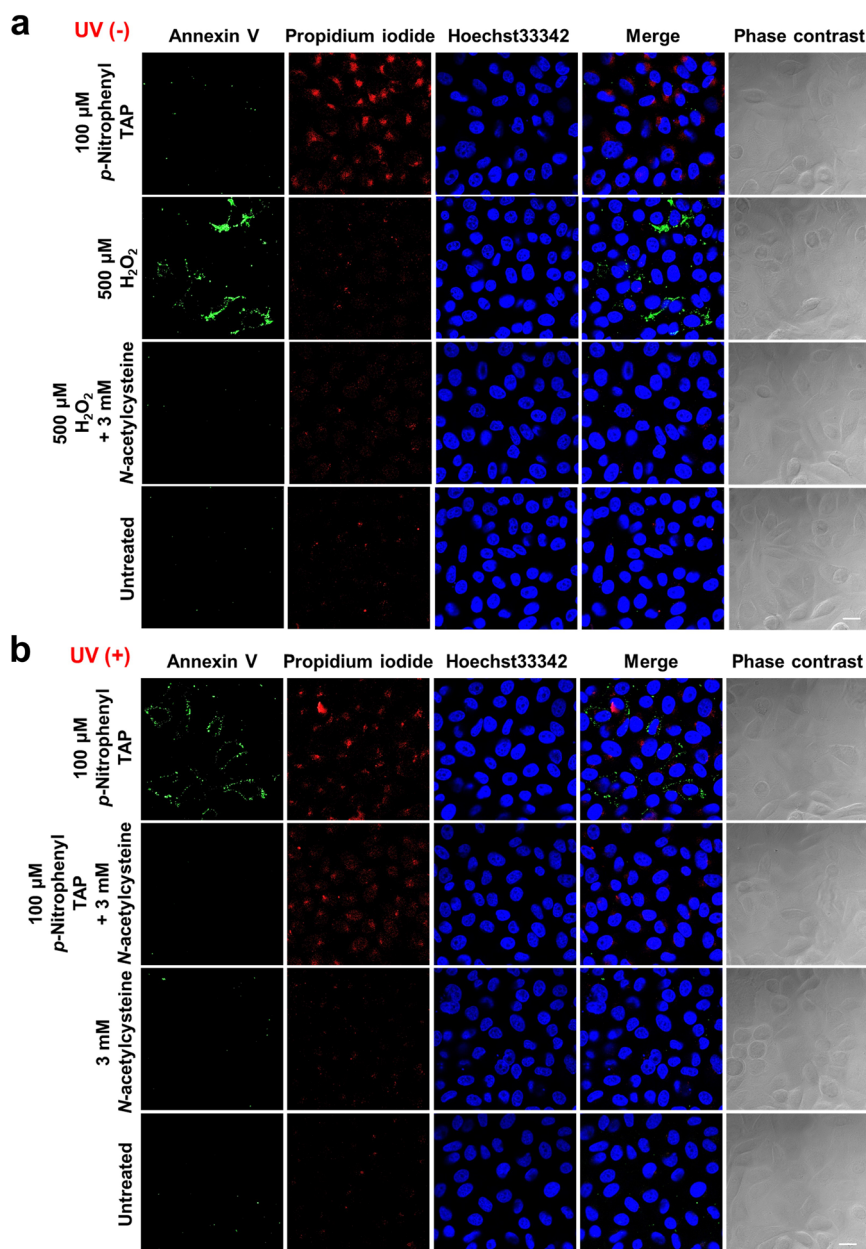 a
UV (-)
Annexin V
Propidium iodide
Hoechst33342
Merge
Phase contrast
100 µM
p-Nitrophenyl
TAP
500 µM
H₂O₂
500 µM
H₂O₂
+ 3 mM
N-acetylcysteine
Untreated
b
UV (+)
Annexin V
Propidium iodide
Hoechst33342
Merge
Phase contrast
100 µM
p-Nitrophenyl
TAP
100 µM
p-Nitrophenyl
TAP
+ 3 mM
N-acetylcysteine
3 mM
N-acetylcysteine
Untreated